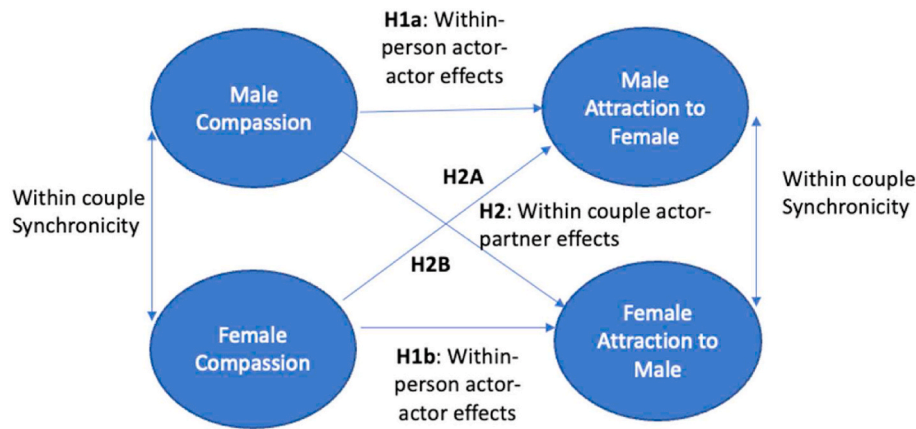 H1a: Within-
person actor-
actor effects
Male
Compassion
Male
Attraction to
Female
Within couple
Synchronicity
H2A
H2: Within couple actor-
partner effects
H2B
Within couple
Synchronicity
Female
Compassion
H1b: Within-
person actor-
actor effects
Female
Attraction to
Male